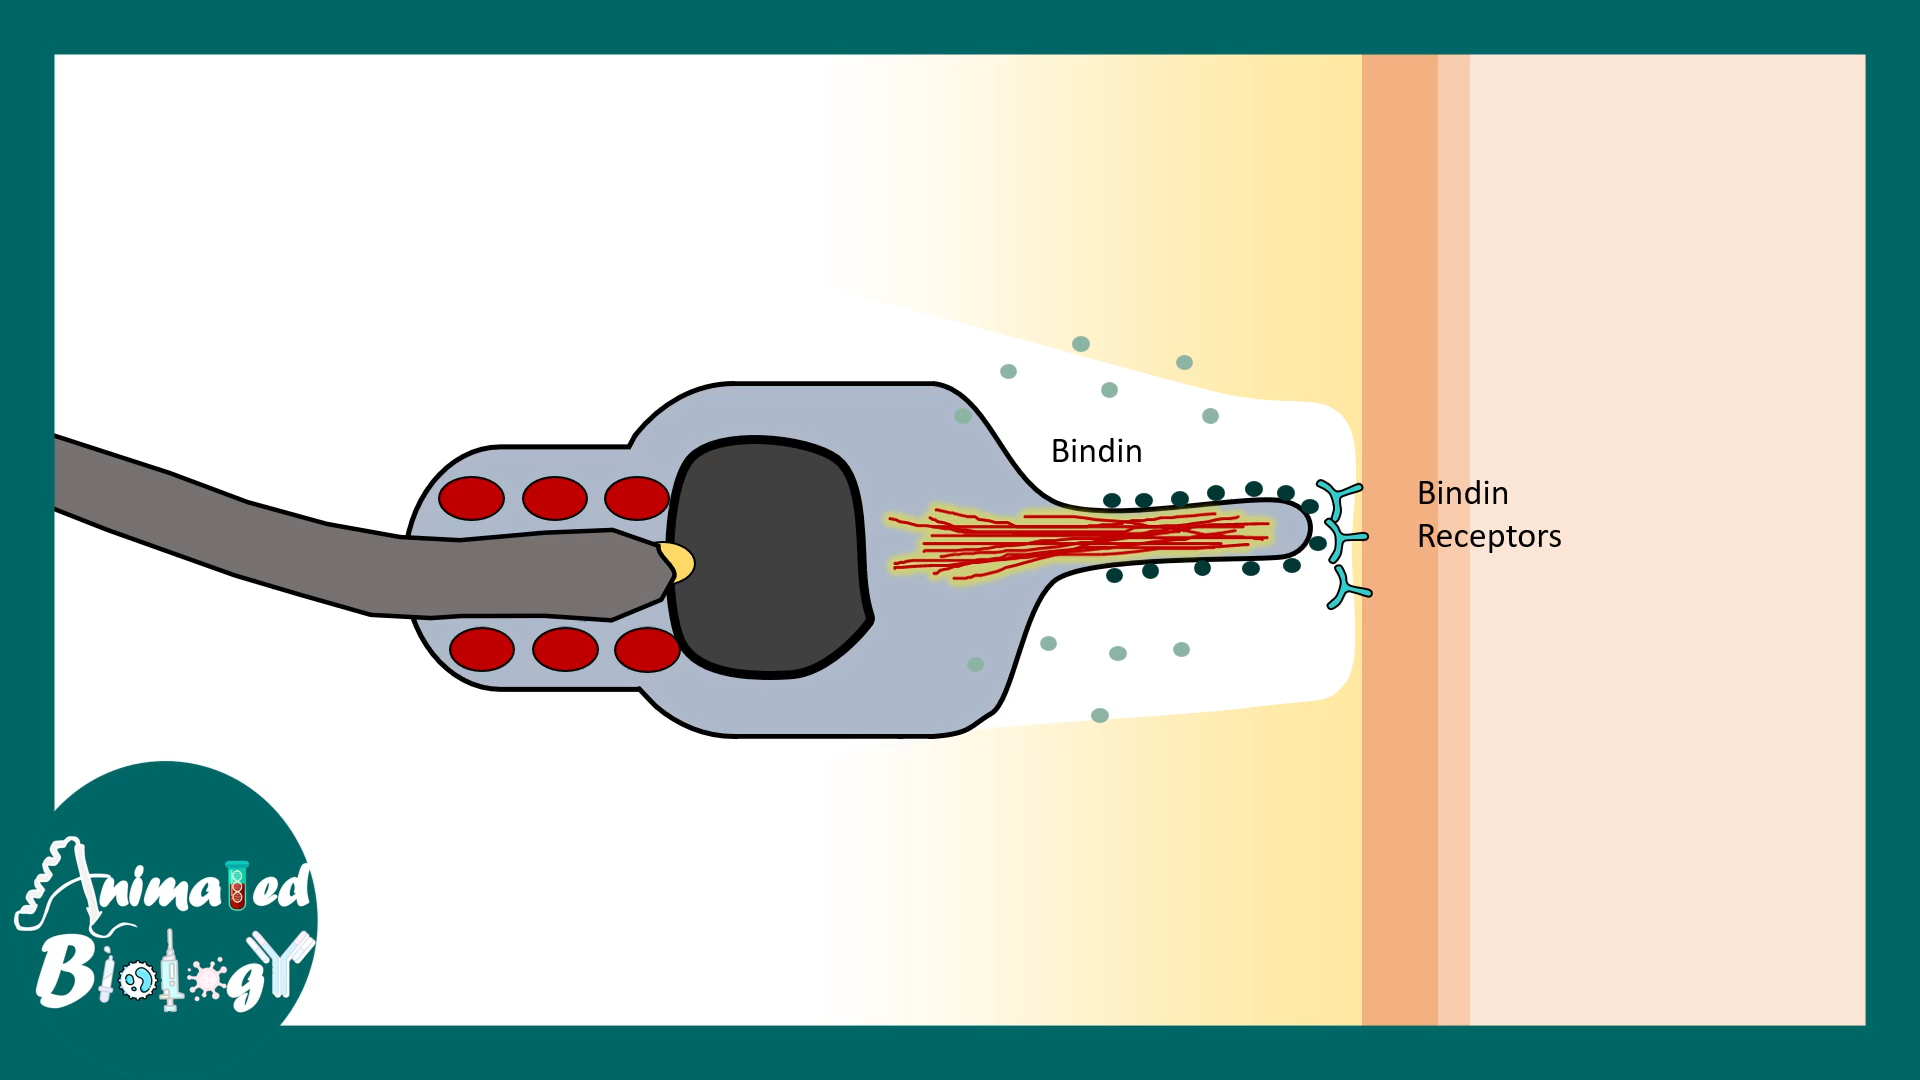 Bindin
Bindin
Receptors
Animated
Biology